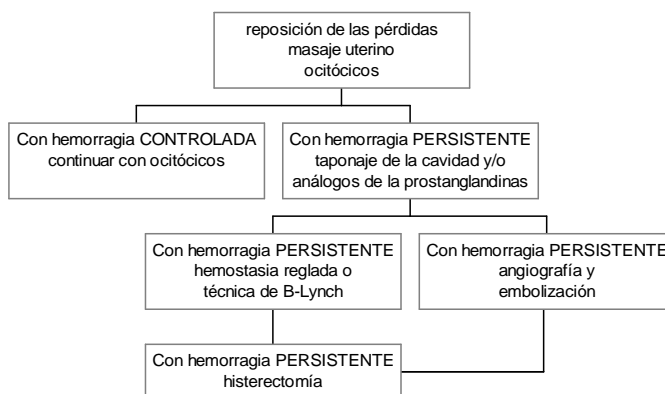 reposición de las pérdidas
masaje uterino
ocitócicos
Con hemorragia CONTROLADA
continuar con ocitócicos
Con hemorragia PERSISTENTE
taponaje de la cavidad y/o
análogos de la prostanglandinas
Con hemorragia PERSISTENTE
hemostasia reglada o
técnica de B-Lynch
Con hemorragia PERSISTENTE
angiografía y
embolización
Con hemorragia PERSISTENTE
histerectomía